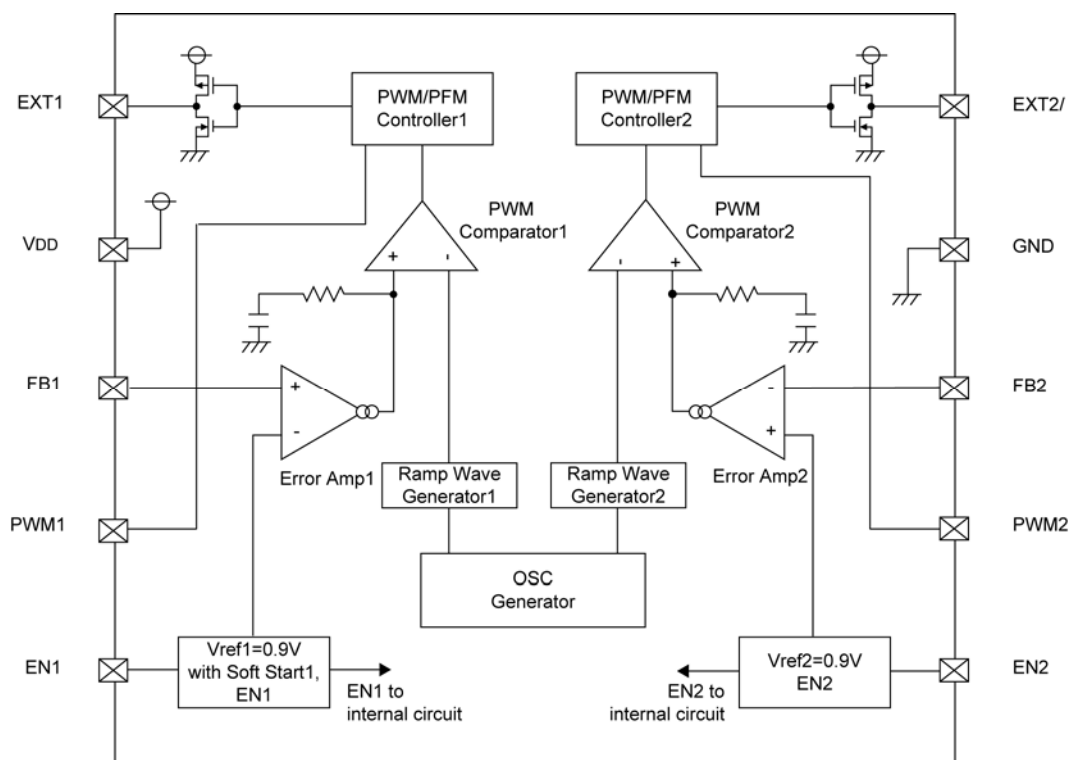 EXT1
PWM/PFM
Controller1
PWM/PFM
Controller2
EXT2/
VDD
PWM
Comparator1
PWM
Comparator2
GND
+
-
-
+
FB1
+
-
Error Amp1
-
+
Error Amp2
FB2
Ramp Wave
Generator1
Ramp Wave
Generator2
PWM1
PWM2
OSC
Generator
EN1
Vref1=0.9V
with Soft Start1,
EN1
EN1 to
internal circuit
EN2 to
internal circuit
Vref2=0.9V
EN2
EN2